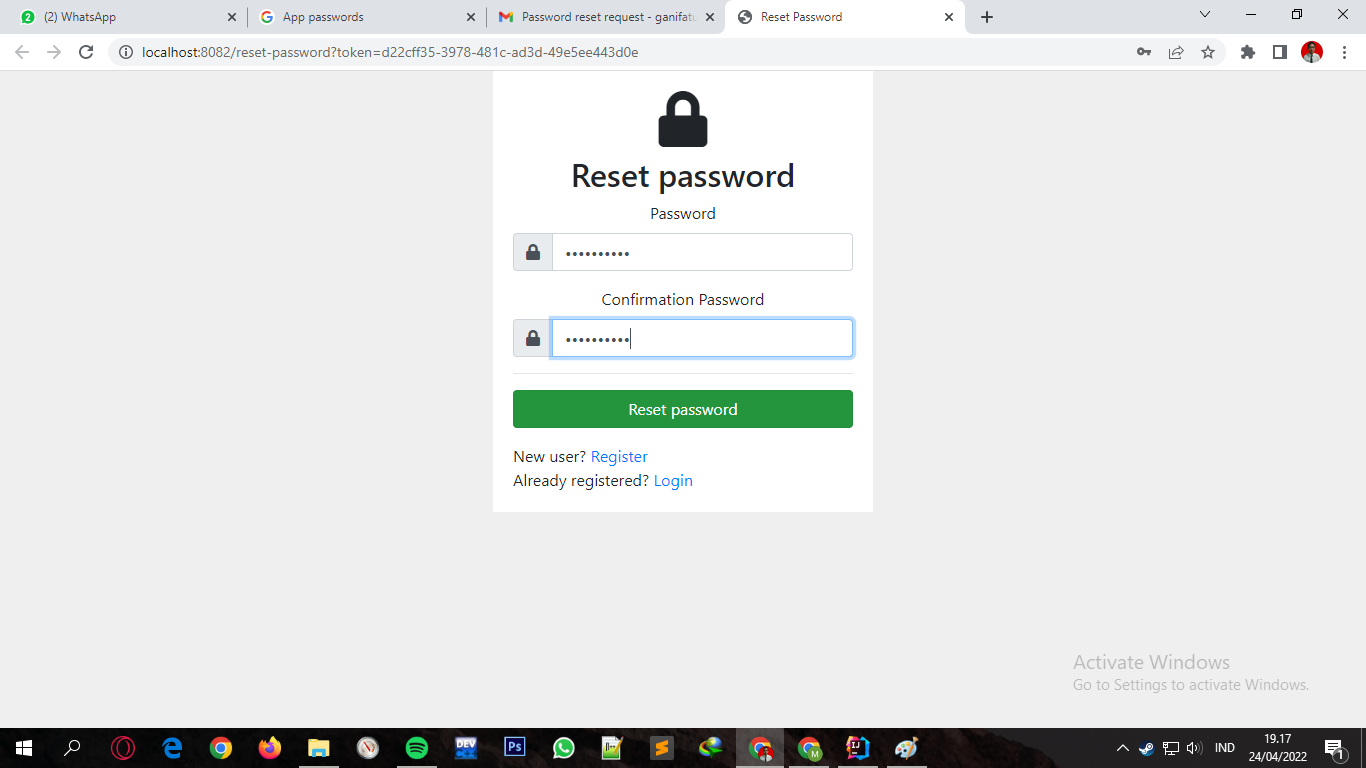 (2) WhatsApp
App passwords
Password reset request - ganifatu
Reset Password
localhost:8082/reset-password?token=d22cff35-3978-481c-ad3d-49e5ee443d0e
Reset password
Password
Confirmation Password
Reset password
New user? Register
Already registered? Login
Activate Windows
Go to Settings to activate Windows.
IND
19.17
24/04/2022